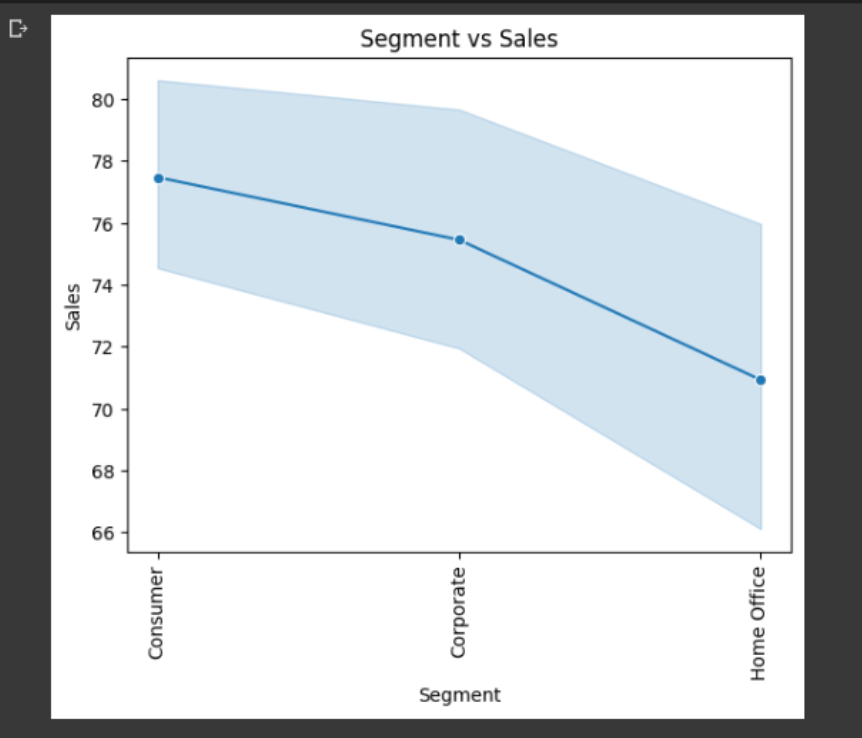 Segment vs Sales
80
78
76
74
72
70
68
66
Sales
Consumer
Corporate
Home Office
Segment